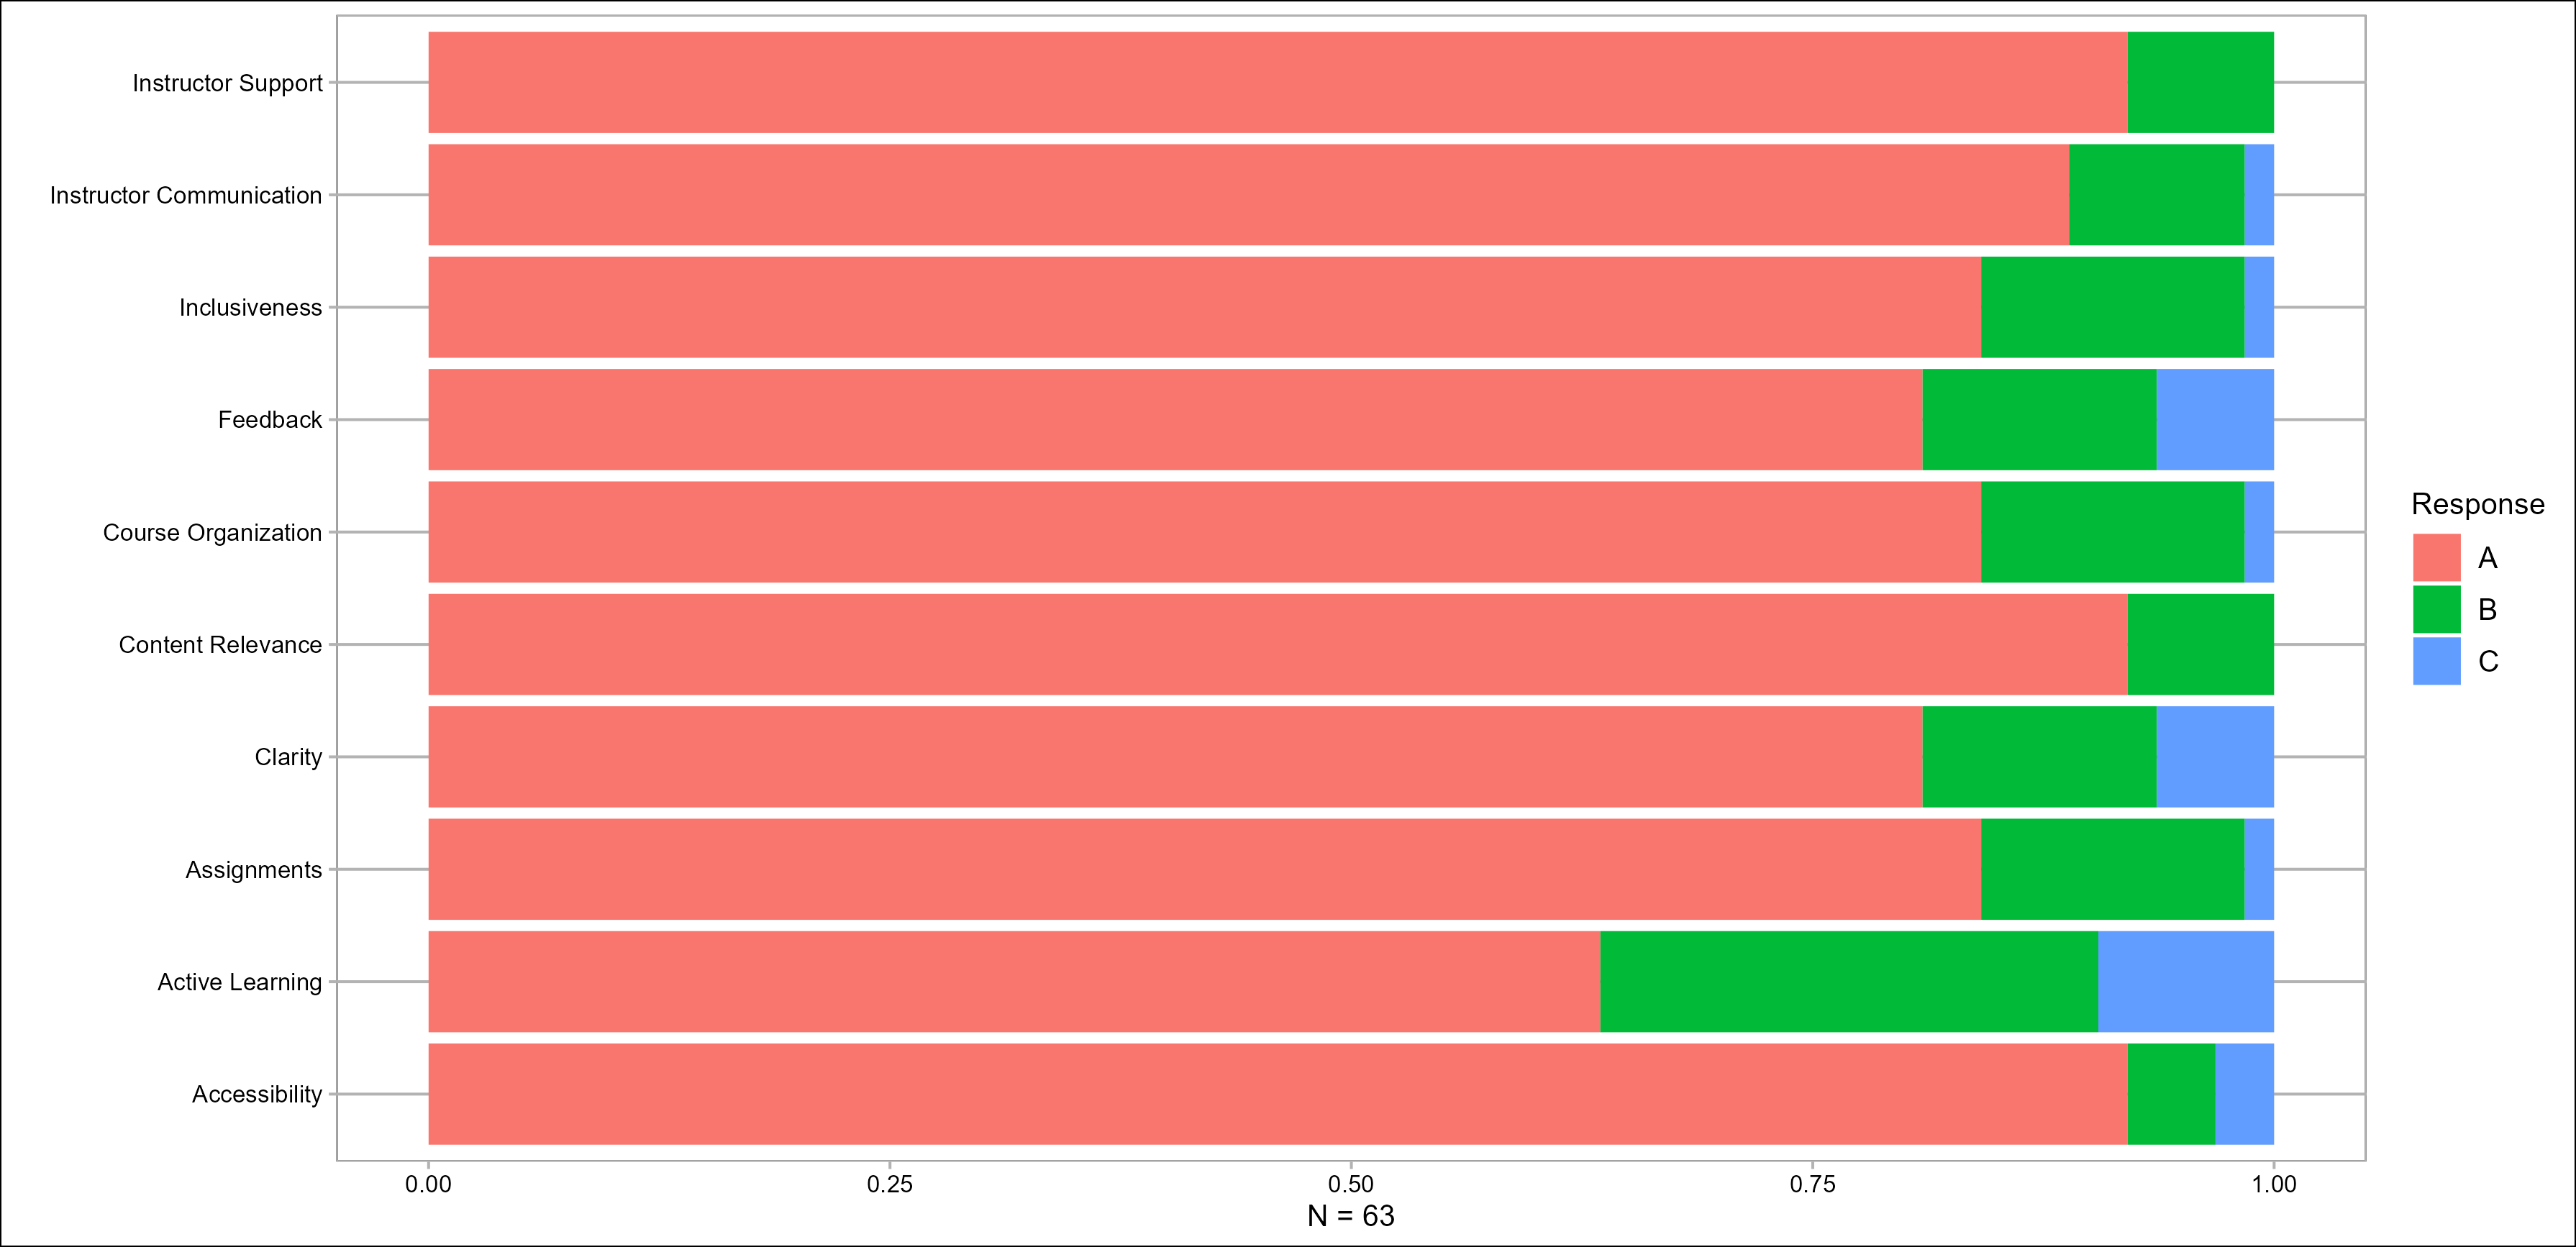 Instructor Support
Instructor Communication
Inclusiveness
Feedback
Course Organization
Content Relevance
Clarity
Assignments
Active Learning
Accessibility
0.00 0.25 0.50 0.75 1.00
N = 63
Response
A
B
C